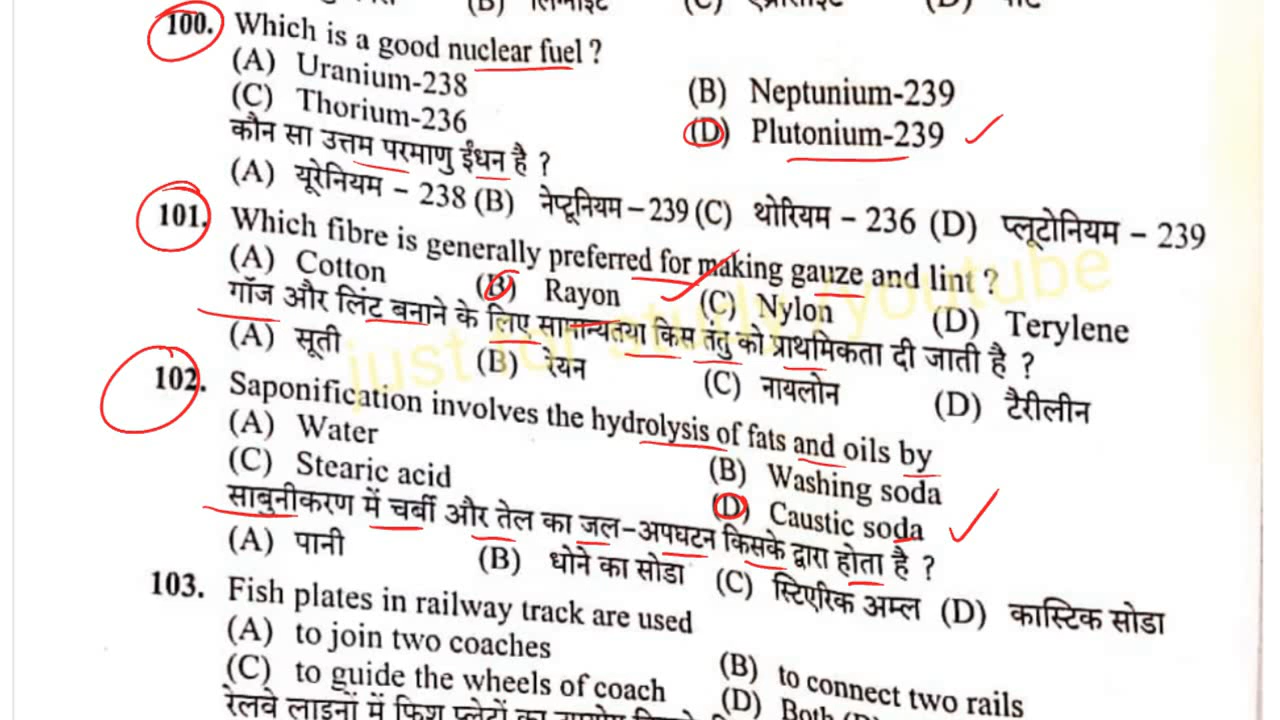 (B) लिग्नाइट (C) (D) पीट
100. Which is a good nuclear fuel ?
(A) Uranium-238 (B) Neptunium-239
(C) Thorium-236 (D) Plutonium-239
कौन सा उत्तम परमाणु ईंधन है ?
(A) यूरेनियम – 238 (B) नेप्टूनियम – 239 (C) थोरियम – 236 (D) प्लूटोनियम – 239
101. Which fibre is generally preferred for making gauze and lint ?
(A) Cotton (B) Rayon (C) Nylon (D) Terylene
गॉज और लिंट बनाने के लिए सामान्यतया किस तंतु को प्राथमिकता दी जाती है ?
(A) सूती (B) रेयन (C) नायलोन (D) टैरीलीन
just for study /youtube
102. Saponification involves the hydrolysis of fats and oils by
(A) Water (B) Washing soda
(C) Stearic acid (D) Caustic soda
साबुनीकरण में चर्बी और तेल का जल-अपघटन किसके द्वारा होता है ?
(A) पानी (B) धोने का सोडा (C) स्टिएरिक अम्ल (D) कास्टिक सोडा
103. Fish plates in railway track are used
(A) to join two coaches (B) to connect two rails
(C) to guide the wheels of coach (D) Both
रेलवे लाइनों में फिश प्लेटों का उपयोग